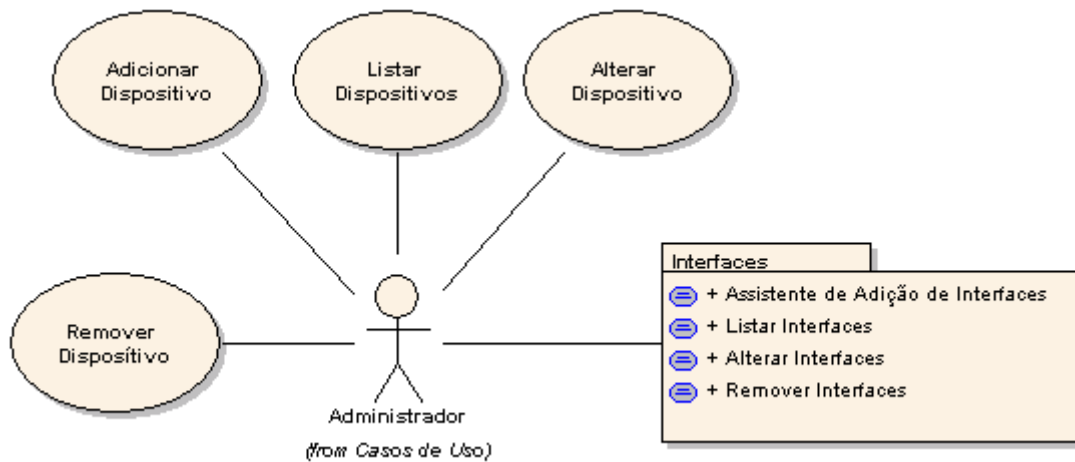 Adicionar
Dispositivo
Listar
Dispositivos
Alterar
Dispositivo
Remover
Dispositivo
Interfaces
+ Assistente de Adição de Interfaces
+ Listar Interfaces
+ Alterar Interfaces
+ Remover Interfaces
Administrador
(from Casos de Uso)